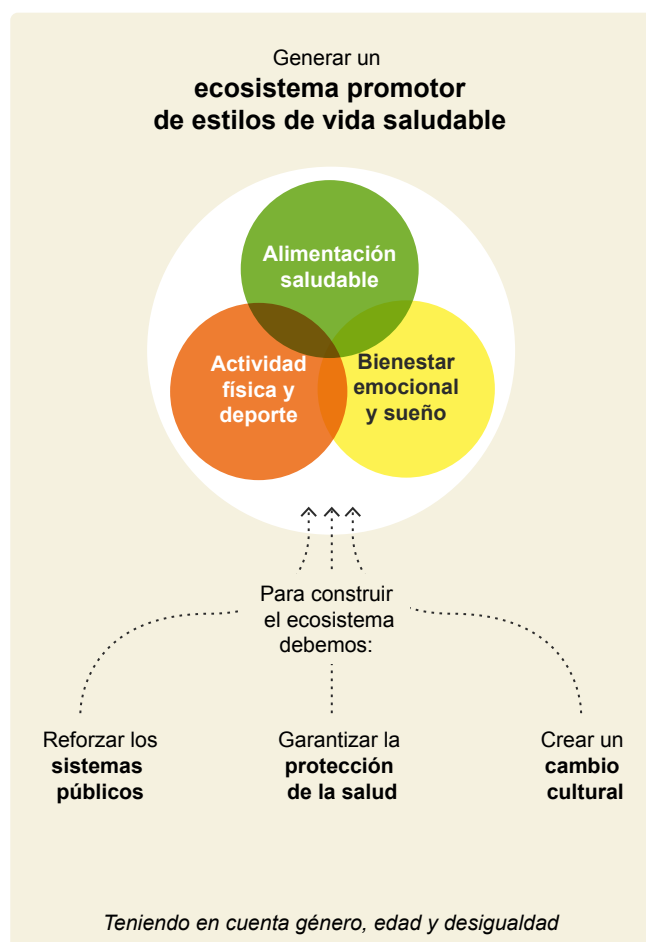 Generar un
ecosistema promotor
de estilos de vida saludable
Alimentación
saludable
Actividad
física y
deporte
Bienestar
emocional
y sueño
Para construir
el ecosistema
debemos:
Reforzar los
sistemas
públicos
Garantizar la
protección
de la salud
Crear un
cambio
cultural
Teniendo en cuenta género, edad y desigualdad